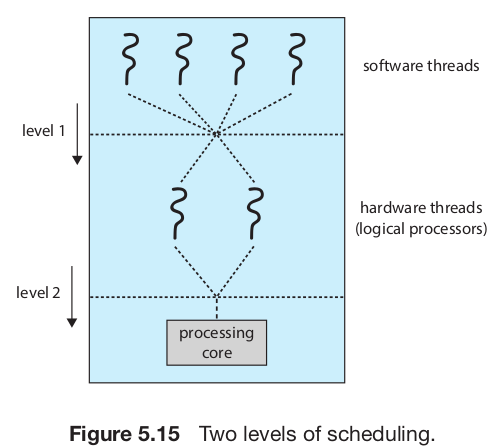 software threads
level 1
hardware threads
(logical processors)
level 2
processing
core
Figure 5.15 Two levels of scheduling.